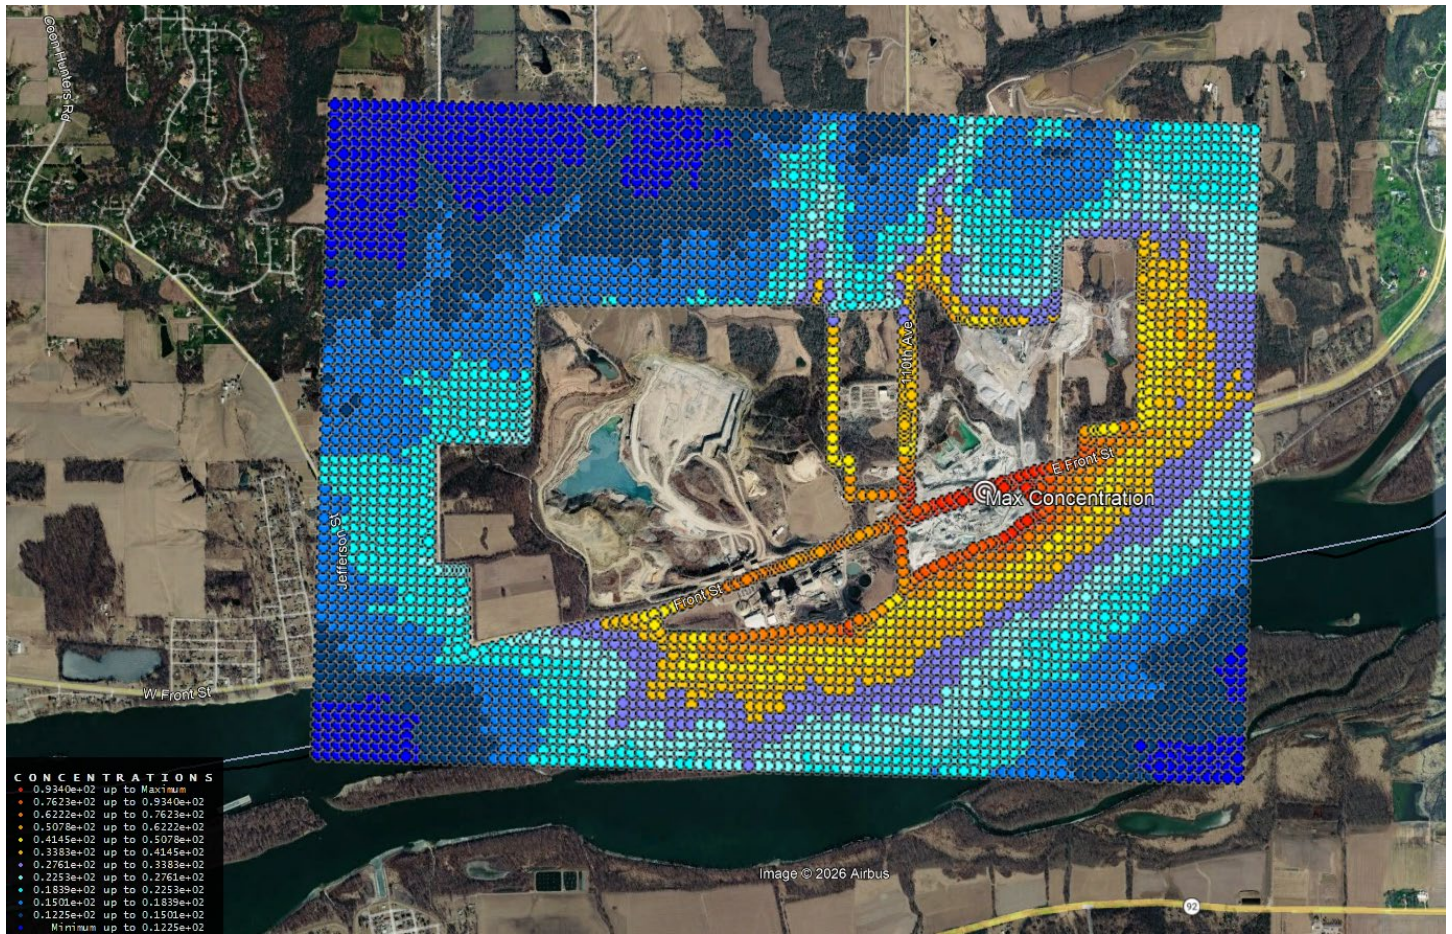 Coon Hunters Rd
110th Ave
E Front St
Max Concentration
Jefferson St
Front St
W Front St
CONCENTRATIONS
0.9340e+02 up to Maximum
0.7623e+02 up to 0.9340e+02
0.6222e+02 up to 0.7623e+02
0.5078e+02 up to 0.6222e+02
0.4145e+02 up to 0.5078e+02
0.3383e+02 up to 0.4145e+02
0.2761e+02 up to 0.3383e+02
0.2253e+02 up to 0.2761e+02
0.1839e+02 up to 0.2253e+02
0.1501e+02 up to 0.1839e+02
0.1225e+02 up to 0.1501e+02
Minimum up to 0.1225e+02
Image © 2026 Airbus
92